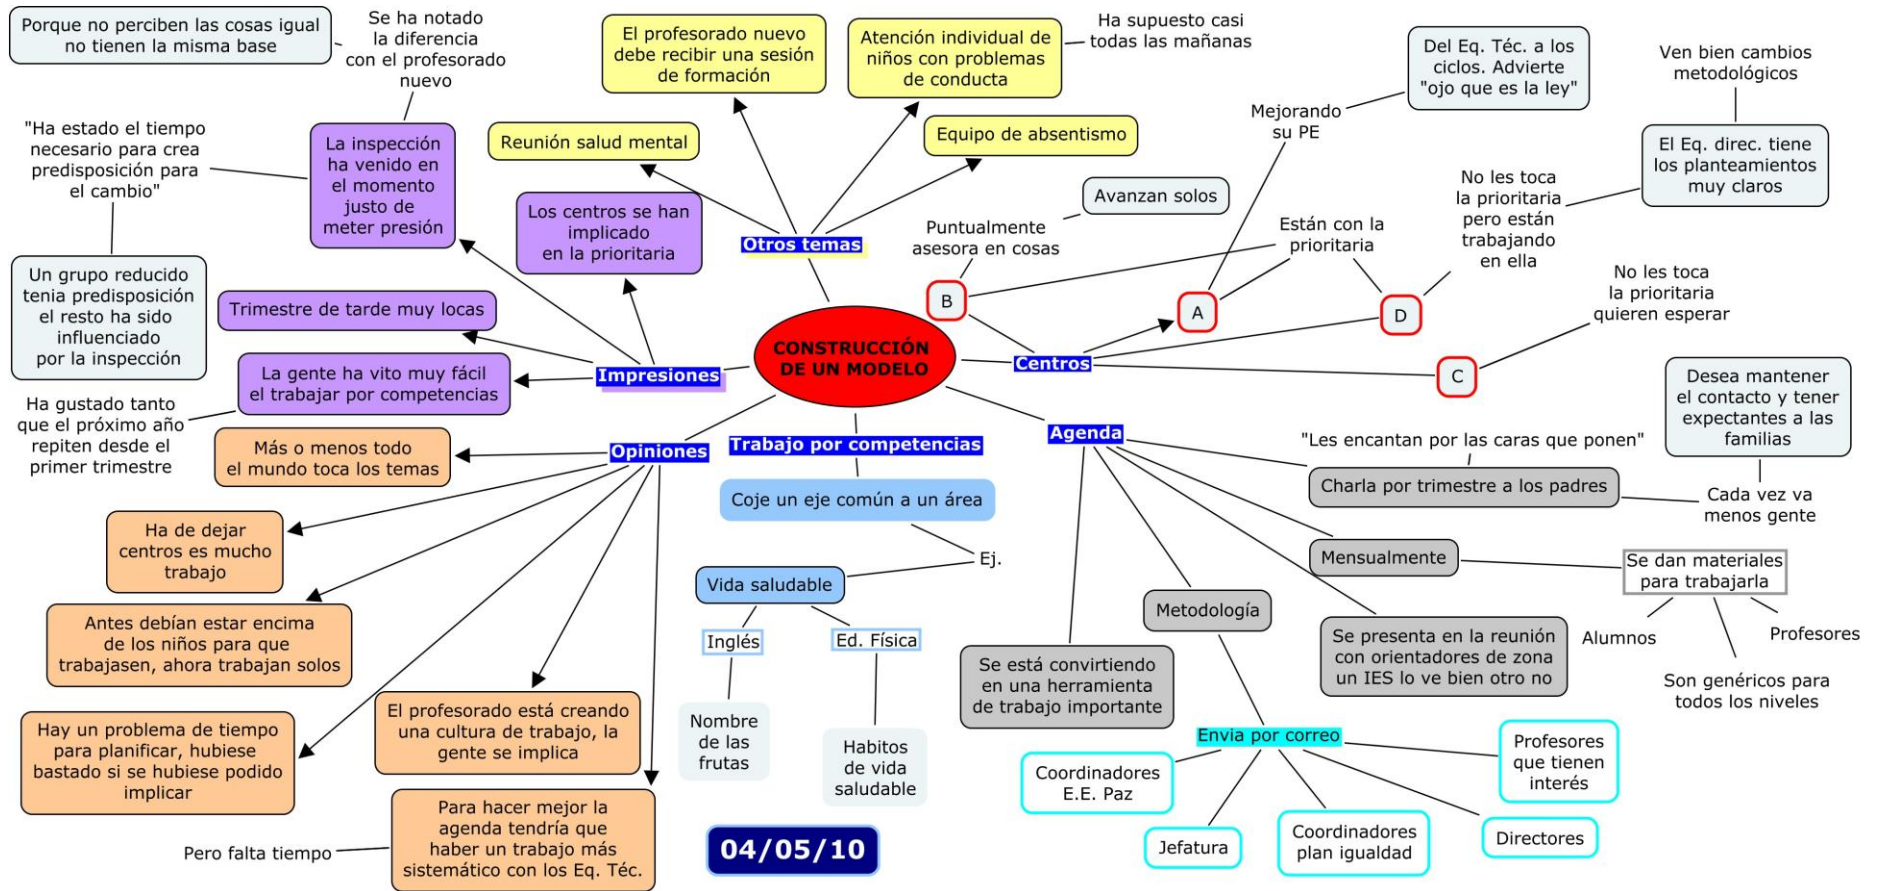 Porque no perciben las cosas igual
no tienen la misma base
Se ha notado
la diferencia
con el profesorado
nuevo
"Ha estado el tiempo
necesario para crea
predisposición para
el cambio"
La inspección
ha venido en
el momento
justo de
meter presión
Un grupo reducido
tenia predisposición
el resto ha sido
influenciado
por la inspección
Los centros se han
implicado
en la prioritaria
Trimestre de tarde muy locas
La gente ha vito muy fácil
el trabajar por competencias
Ha gustado tanto
que el próximo año
repiten desde el
primer trimestre
Impresiones
El profesorado nuevo
debe recibir una sesión
de formación
Atención individual de
niños con problemas
de conducta
Ha supuesto casi
todas las mañanas
Reunión salud mental
Equipo de absentismo
Otros temas
CONSTRUCCIÓN
DE UN MODELO
Del Eq. Téc. a los
ciclos. Advierte
"ojo que es la ley"
Mejorando
su PE
Ven bien cambios
metodológicos
El Eq. direc. tiene
los planteamientos
muy claros
Avanzan solos
Puntualmente
asesora en cosas
Están con la
prioritaria
No les toca
la prioritaria
pero están
trabajando
en ella
No les toca
la prioritaria
quieren esperar
B
A
D
C
Centros
Opiniones
Más o menos todo
el mundo toca los temas
Ha de dejar
centros es mucho
trabajo
Antes debían estar encima
de los niños para que
trabajasen, ahora trabajan solos
Hay un problema de tiempo
para planificar, hubiese
bastado si se hubiese podido
implicar
El profesorado está creando
una cultura de trabajo, la
gente se implica
Para hacer mejor la
agenda tendría que
haber un trabajo más
sistemático con los Eq. Téc.
Pero falta tiempo
Trabajo por competencias
Coje un eje común a un área
Ej.
Vida saludable
Inglés
Ed. Física
Nombre
de las
frutas
Habitos
de vida
saludable
04/05/10
Agenda
"Les encantan por las caras que ponen"
Charla por trimestre a los padres
Desea mantener
el contacto y tener
expectantes a las
familias
Cada vez va
menos gente
Mensualmente
Se dan materiales
para trabajarla
Alumnos
Profesores
Son genéricos para
todos los niveles
Se presenta en la reunión
con orientadores de zona
un IES lo ve bien otro no
Metodología
Se está convirtiendo
en una herramienta
de trabajo importante
Envia por correo
Coordinadores
E.E. Paz
Jefatura
Coordinadores
plan igualdad
Directores
Profesores
que tienen
interés